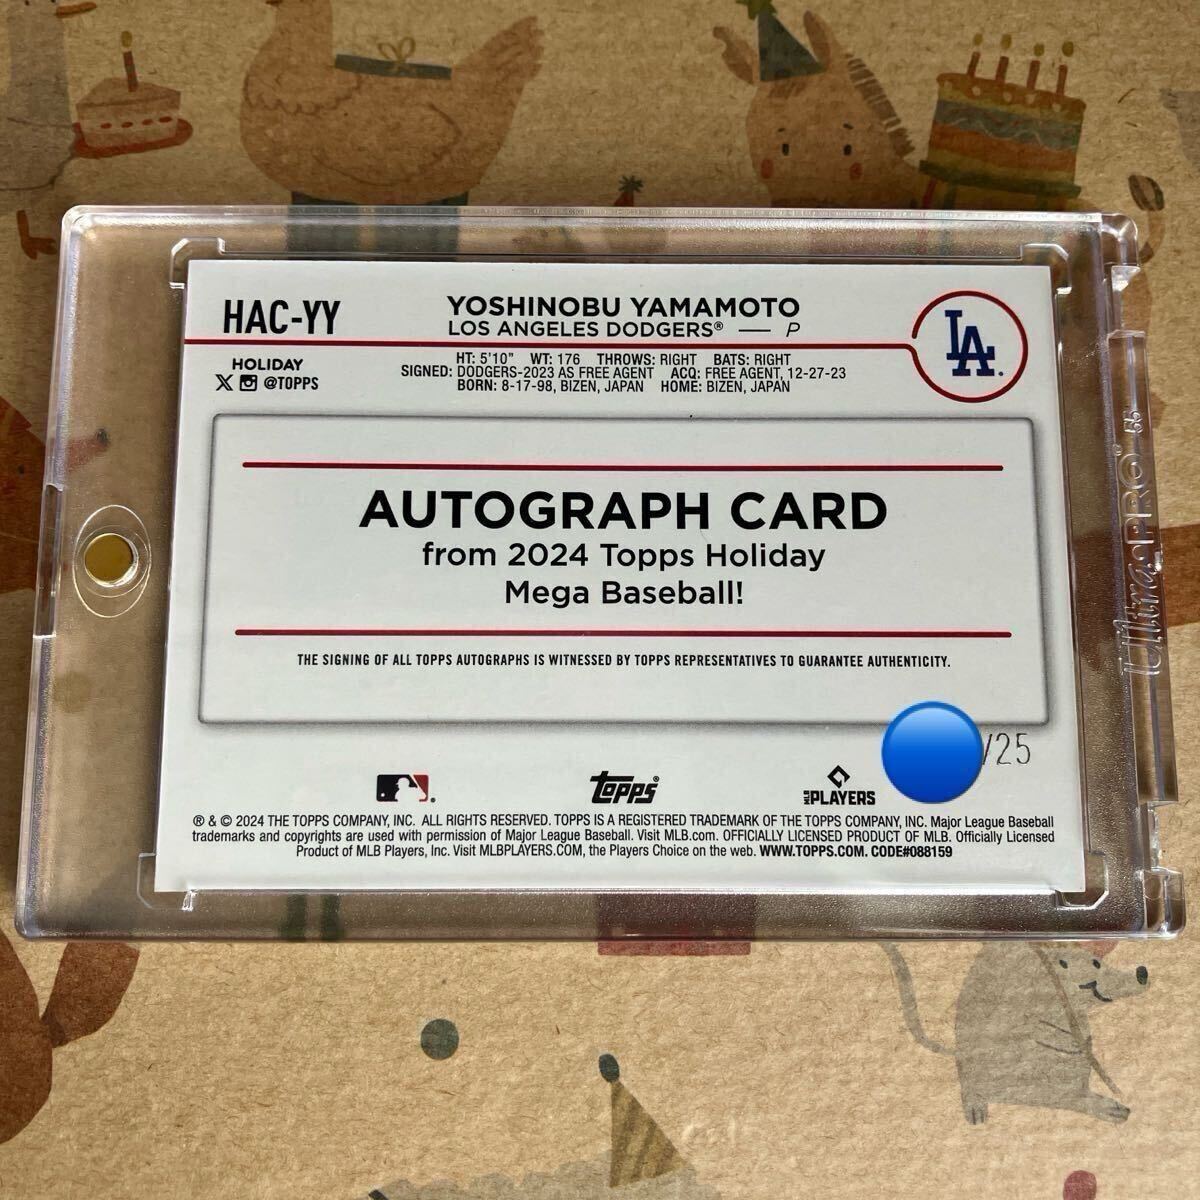 HAC-YY
HOLIDAY
@TOPPS
YOSHINOBU YAMAMOTO
LOS ANGELES DODGERS® — P
HT: 5'10" WT: 176 THROWS: RIGHT BATS: RIGHT
SIGNED: DODGERS-2023 AS FREE AGENT ACQ: FREE AGENT, 12-27-23
BORN: 8-17-98, BIZEN, JAPAN HOME: BIZEN, JAPAN
LA
AUTOGRAPH CARD
from 2024 Topps Holiday
Mega Baseball!
THE SIGNING OF ALL TOPPS AUTOGRAPHS IS WITNESSED BY TOPPS REPRESENTATIVES TO GUARANTEE AUTHENTICITY.
/25
topps®
MLB PLAYERS
® & © 2024 THE TOPPS COMPANY, INC. ALL RIGHTS RESERVED. TOPPS IS A REGISTERED TRADEMARK OF THE TOPPS COMPANY, INC. Major League Baseball
trademarks and copyrights are used with permission of Major League Baseball. Visit MLB.com. OFFICIALLY LICENSED PRODUCT OF MLB. Officially Licensed
Product of MLB Players, Inc. Visit MLBPLAYERS.COM, the Players Choice on the web. WWW.TOPPS.COM. CODE#088159
UltraPRO® 55